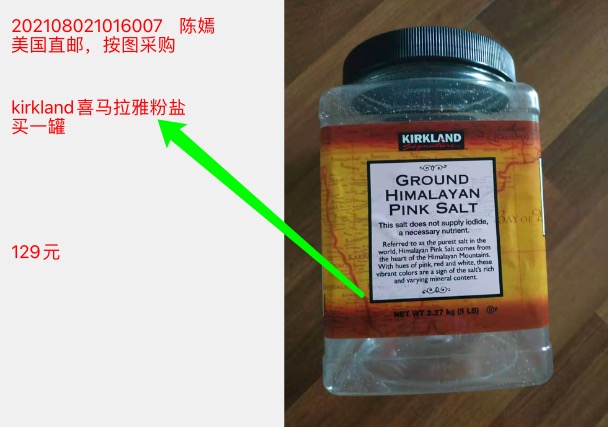 202108021016007 陈嫣
美国直邮，按图采购
kirkland喜马拉雅粉盐
买一罐
129元
KIRKLAND
Signature
GROUND
HIMALAYAN
PINK SALT
This salt does not supply iodide,
a necessary nutrient.
Referred to as the purest salt in the
world, Himalayan Pink Salt comes from
the heart of the Himalayan Mountains.
With hues of pink, red and white, these
vibrant colors are a sign of the salt's rich
and varying mineral content.
NET WT 2.27 kg (5 LB)